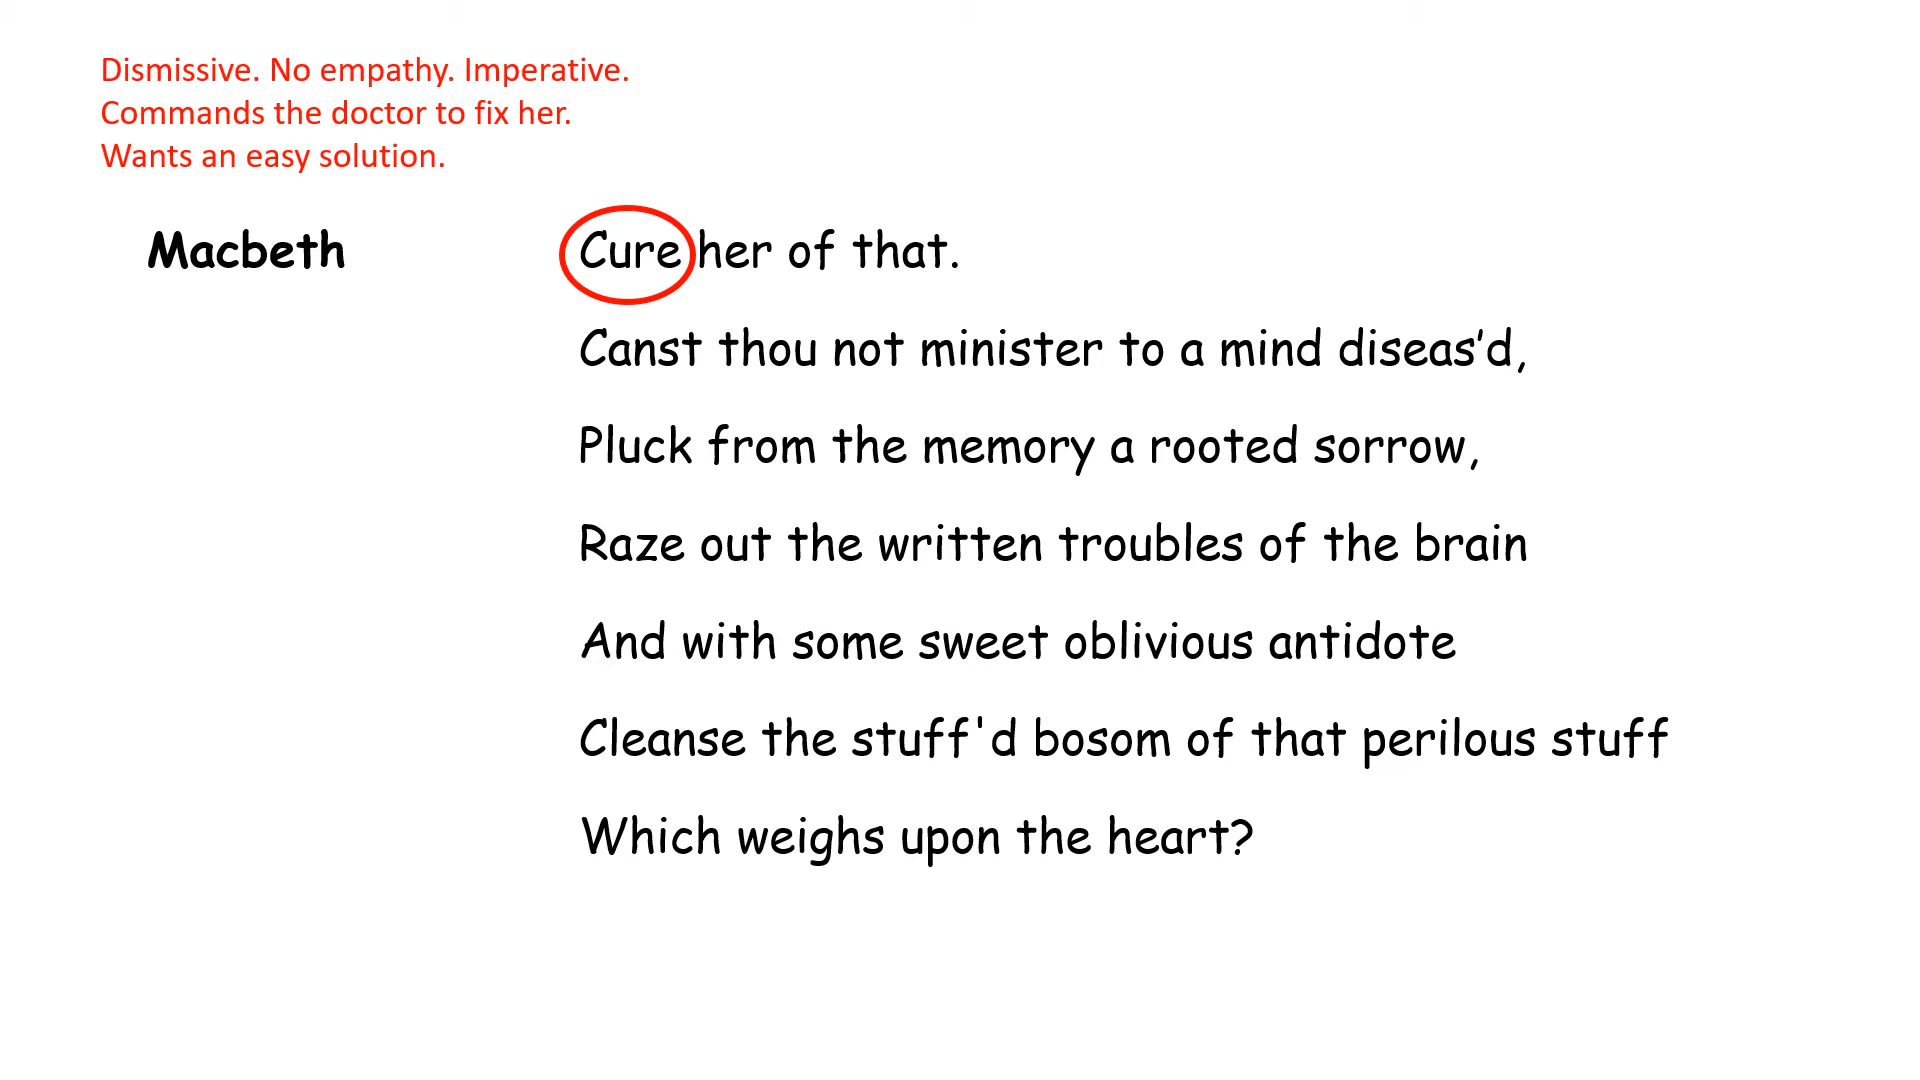 Dismissive. No empathy. Imperative.
Commands the doctor to fix her.
Wants an easy solution.
Macbeth Cure her of that.
Canst thou not minister to a mind diseas’d,
Pluck from the memory a rooted sorrow,
Raze out the written troubles of the brain
And with some sweet oblivious antidote
Cleanse the stuff'd bosom of that perilous stuff
Which weighs upon the heart?